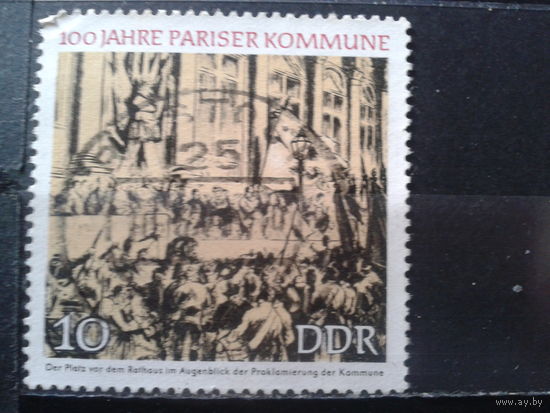 100 JAHRE PARISER KOMMUNE
25
10 DDR
Der Platz vor dem Rathaus im Augenblick der Proklamierung der Kommune
ay.by